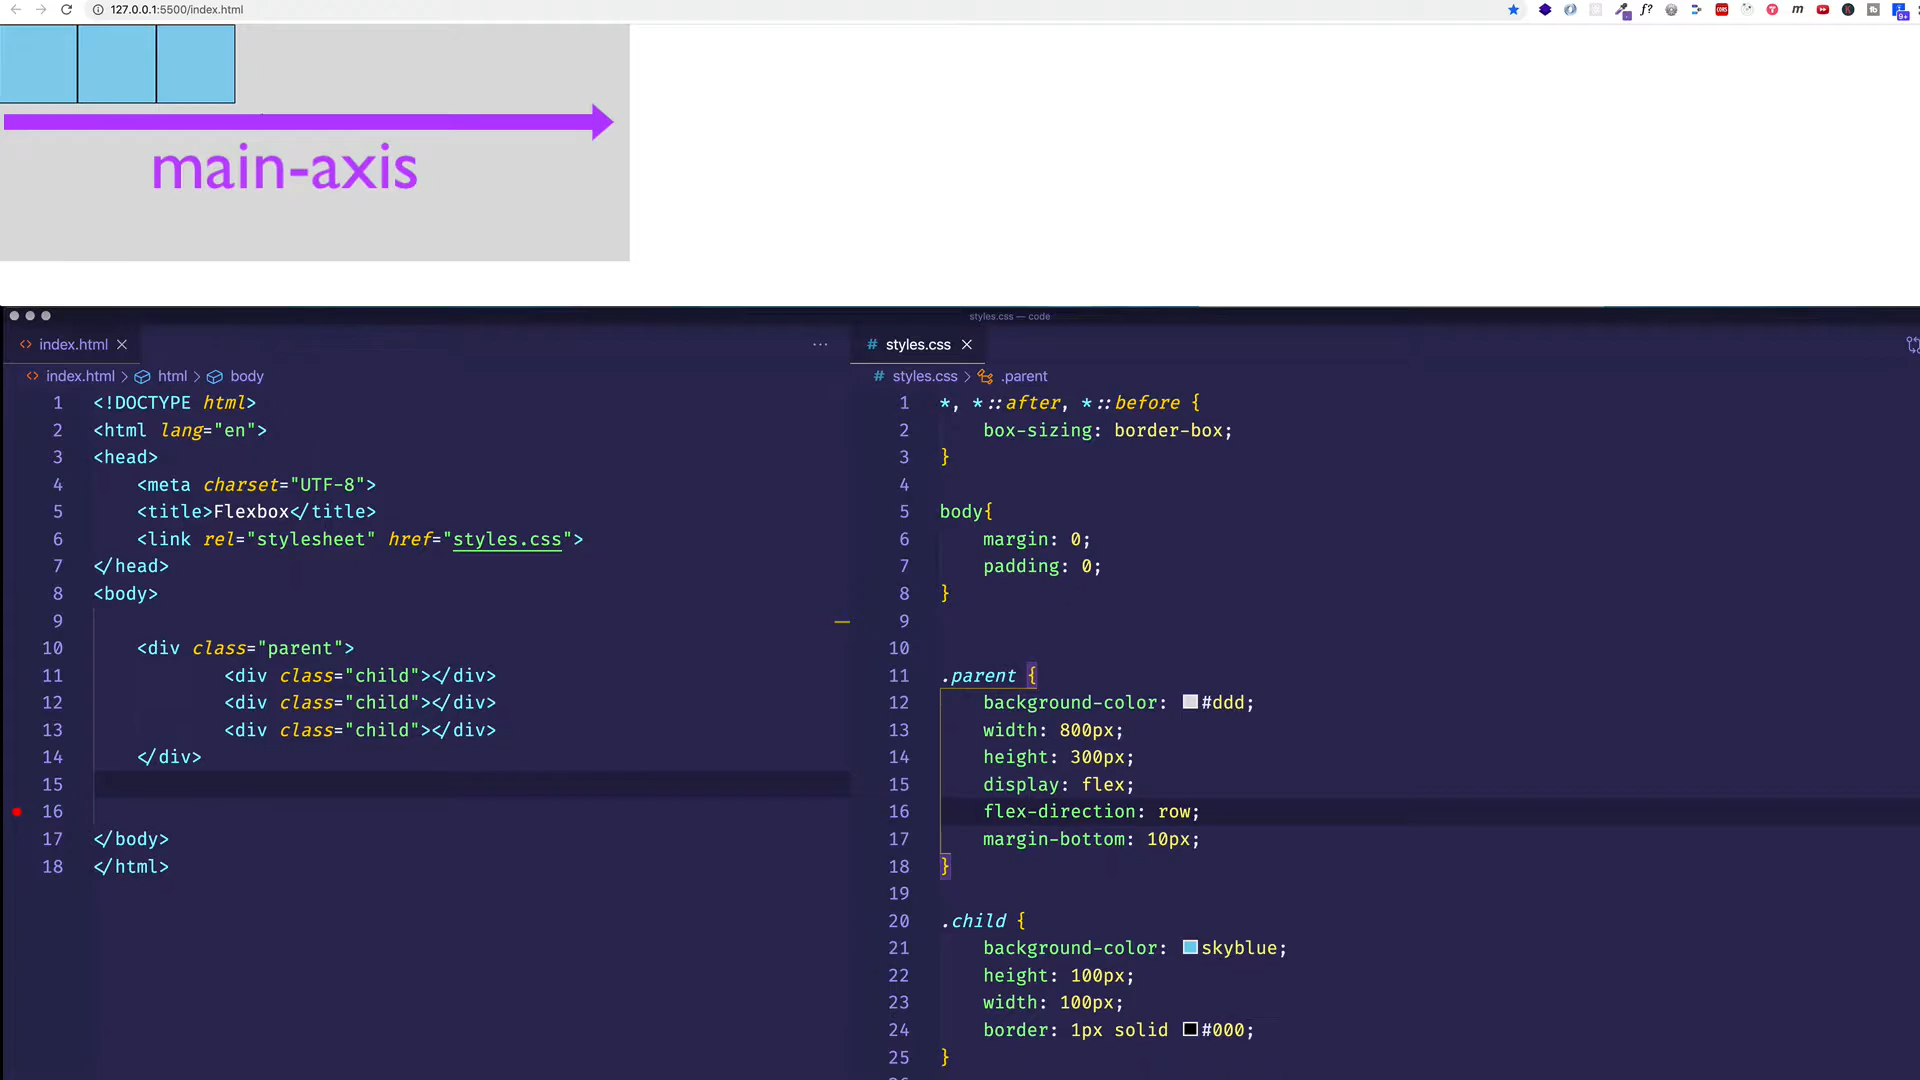 127.0.0.1:5500/index.html
f?
m
9+
main-axis
styles.css — code
index.html
styles.css
index.html > html > body
styles.css > .parent
1 <!DOCTYPE html>
2 <html lang="en">
3 <head>
4 <meta charset="UTF-8">
5 <title>Flexbox</title>
6 <link rel="stylesheet" href="styles.css">
7 </head>
8 <body>
9
10 <div class="parent">
11 <div class="child"></div>
12 <div class="child"></div>
13 <div class="child"></div>
14 </div>
15
16
17 </body>
18 </html>
1 *, *::after, *::before {
2 box-sizing: border-box;
3 }
4
5 body{
6 margin: 0;
7 padding: 0;
8 }
9
10
11 .parent {
12 background-color: #ddd;
13 width: 800px;
14 height: 300px;
15 display: flex;
16 flex-direction: row;
17 margin-bottom: 10px;
18 }
19
20 .child {
21 background-color: skyblue;
22 height: 100px;
23 width: 100px;
24 border: 1px solid #000;
25 }